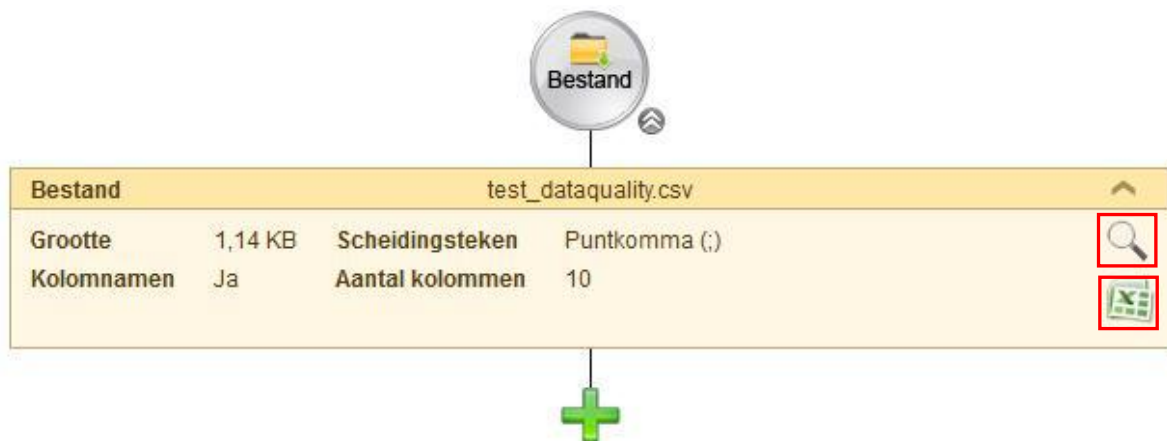 Bestand
Bestand test_dataquality.csv
Grootte 1,14 KB Scheidingsteken Puntkomma (;)
Kolomnamen Ja Aantal kolommen 10